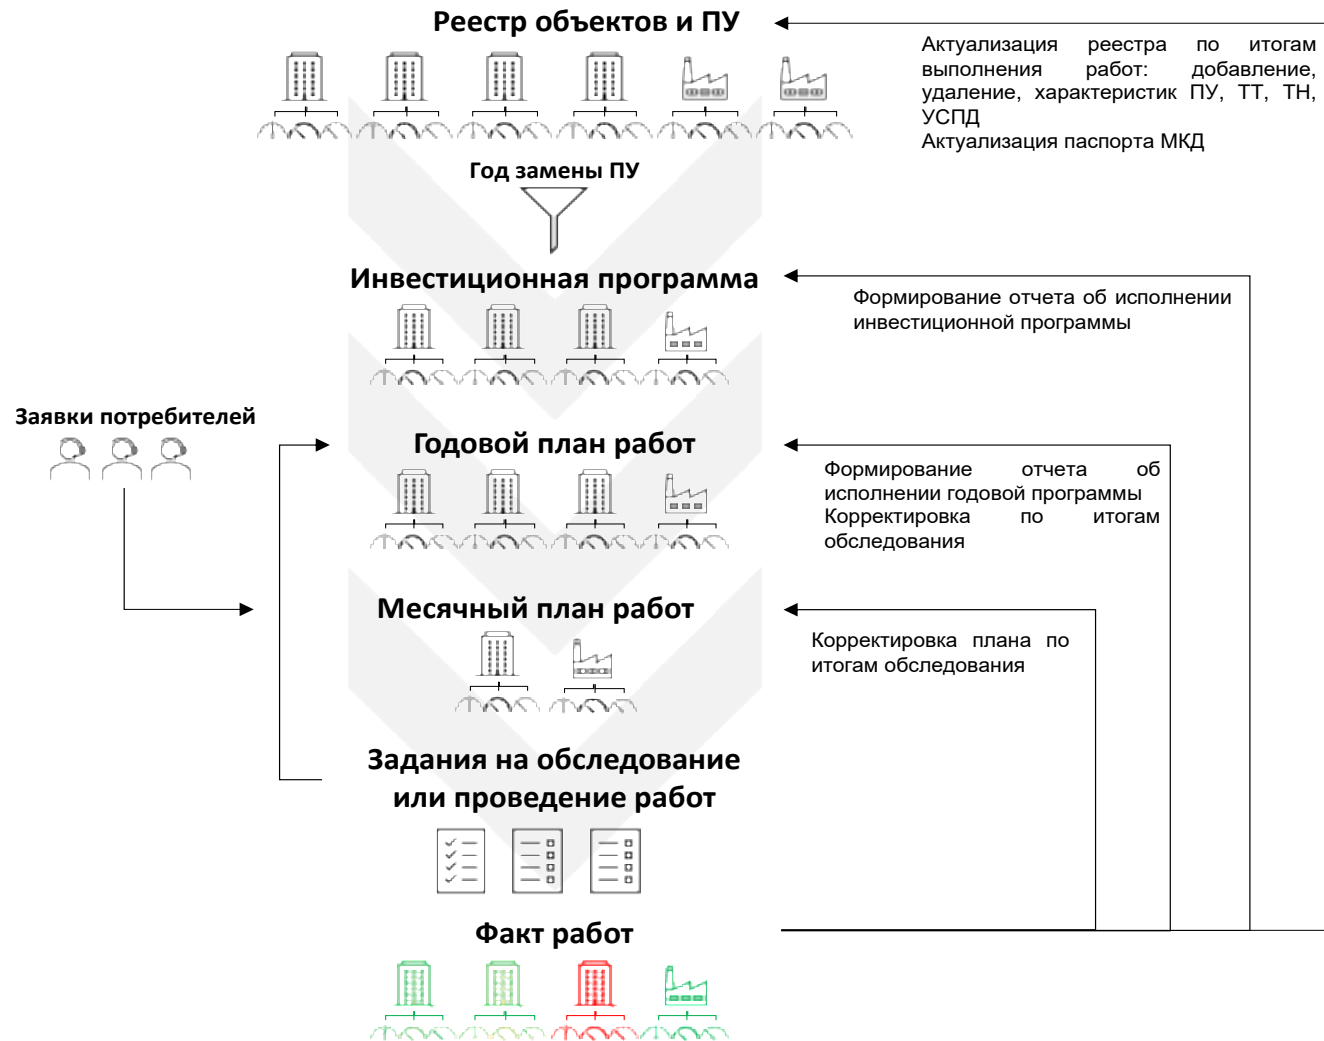 Реестр объектов и ПУ
Актуализация реестра по итогам
выполнения работ: добавление,
удаление, характеристик ПУ, ТТ, ТН,
УСПД
Актуализация паспорта МКД
Год замены ПУ
Инвестиционная программа
Формирование отчета об исполнении
инвестиционной программы
Заявки потребителей
Годовой план работ
Формирование отчета об
исполнении годовой программы
Корректировка по итогам
обследования
Месячный план работ
Корректировка плана по
итогам обследования
Задания на обследование
или проведение работ
Факт работ